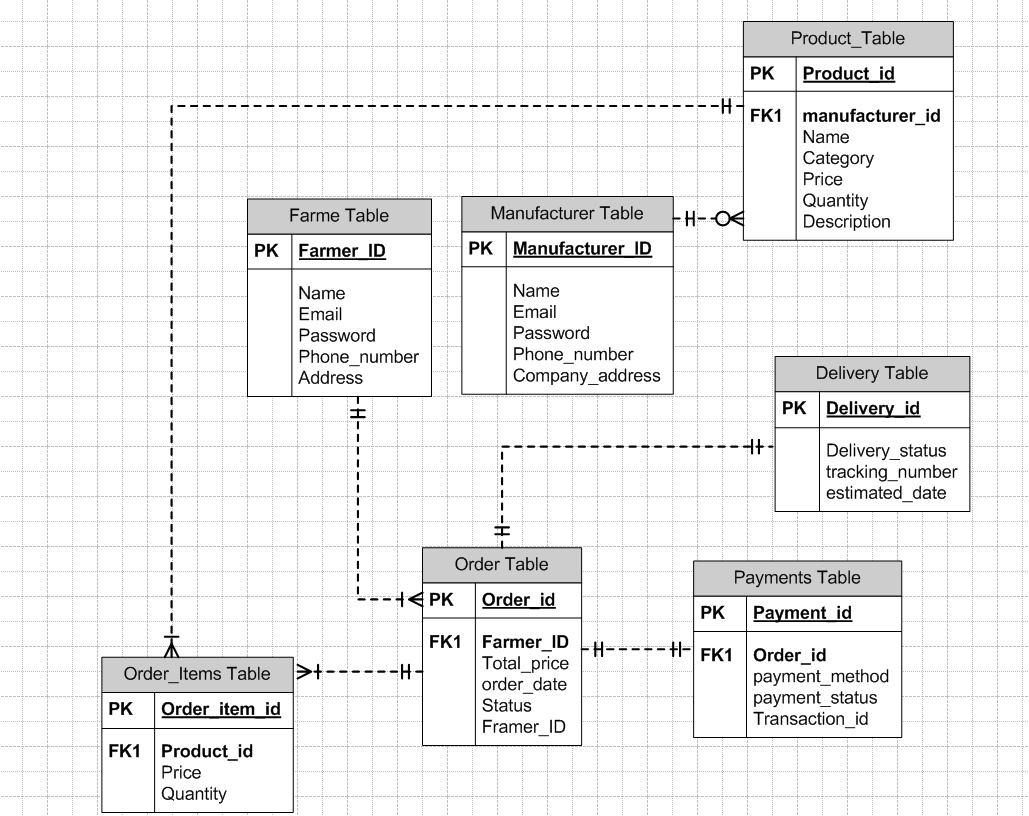 Product_Table
PK Product_id
FK1 manufacturer_id
Name
Category
Price
Quantity
Description
Farme Table
PK Farmer_ID
Name
Email
Password
Phone_number
Address
Manufacturer Table
PK Manufacturer_ID
Name
Email
Password
Phone_number
Company_address
Delivery Table
PK Delivery_id
Delivery_status
tracking_number
estimated_date
Order Table
PK Order_id
FK1 Farmer_ID
Total_price
order_date
Status
Framer_ID
Payments Table
PK Payment_id
FK1 Order_id
payment_method
payment_status
Transaction_id
Order_Items Table
PK Order_item_id
FK1 Product_id
Price
Quantity